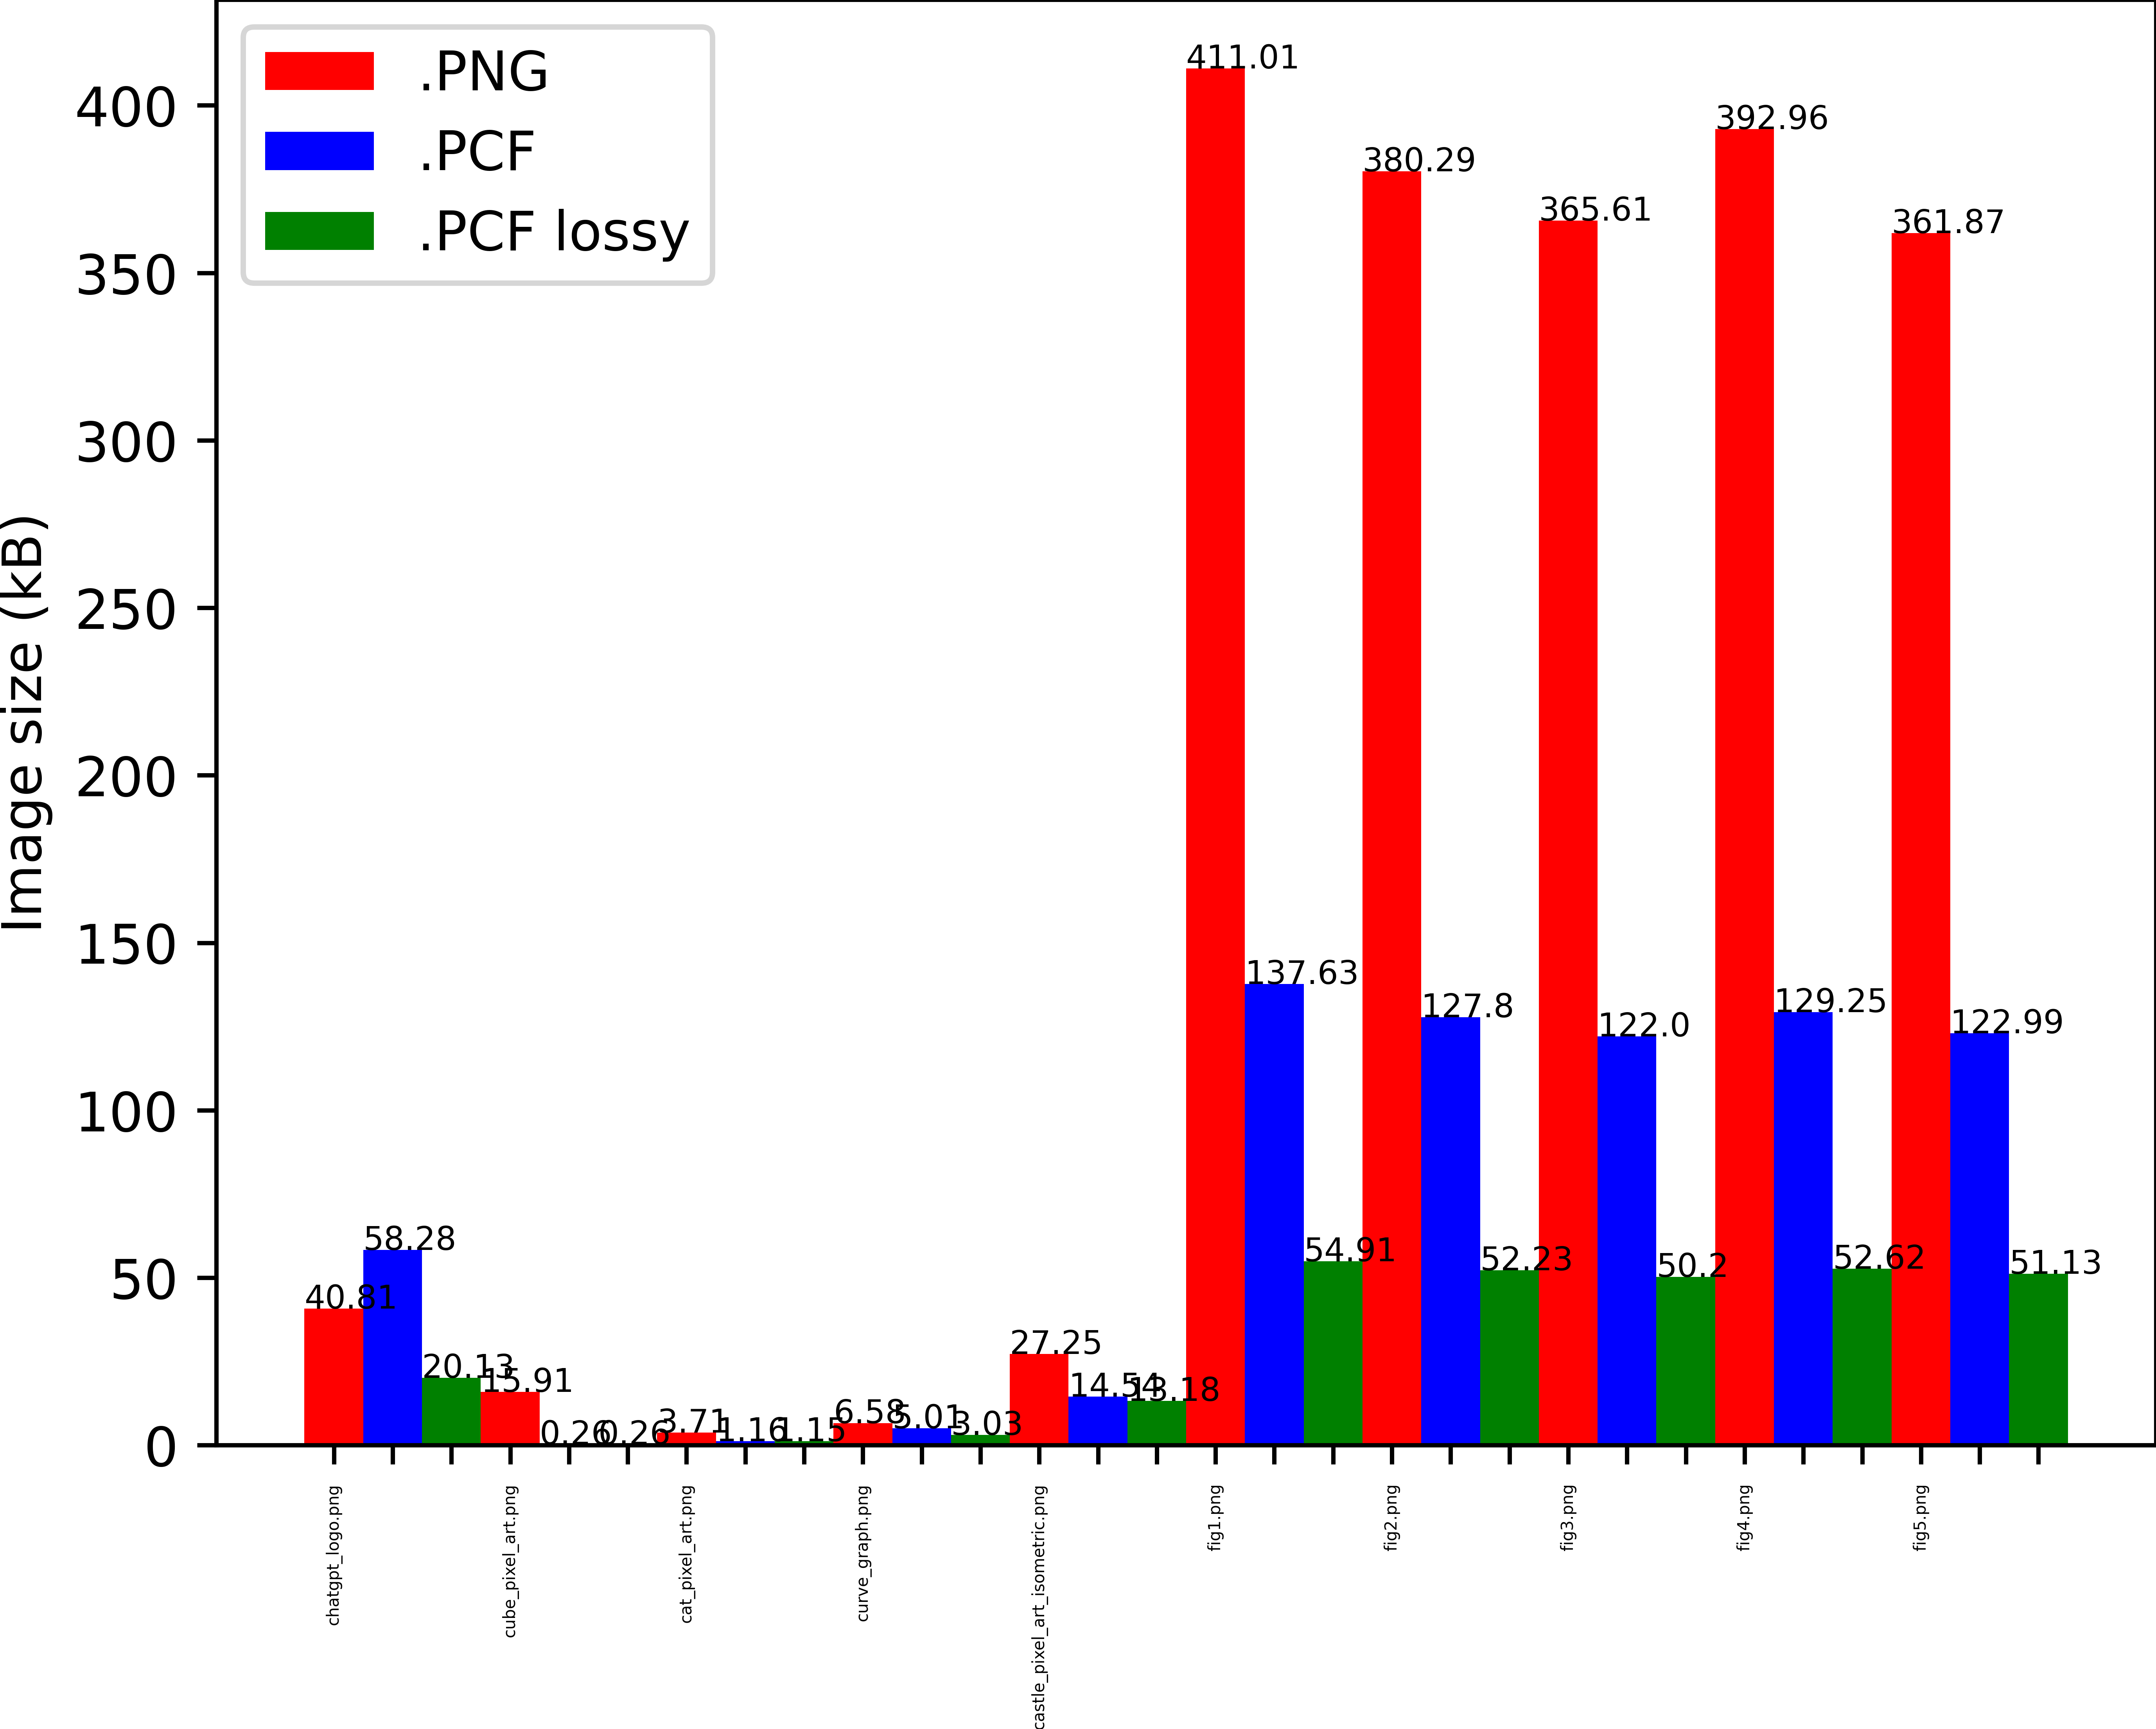 .PNG
.PCF
.PCF lossy
Image size (kB)
400
350
300
250
200
150
100
50
0
40.81
58.28
20.13
15.91
0.26
0.26
3.71
1.16
1.15
6.58
5.01
3.03
27.25
14.54
13.18
411.01
137.63
54.91
380.29
127.8
52.23
365.61
122.0
50.2
392.96
129.25
52.62
361.87
122.99
51.13
chatgpt_logo.png
cube_pixel_art.png
cat_pixel_art.png
curve_graph.png
castle_pixel_art_isometric.png
fig1.png
fig2.png
fig3.png
fig4.png
fig5.png